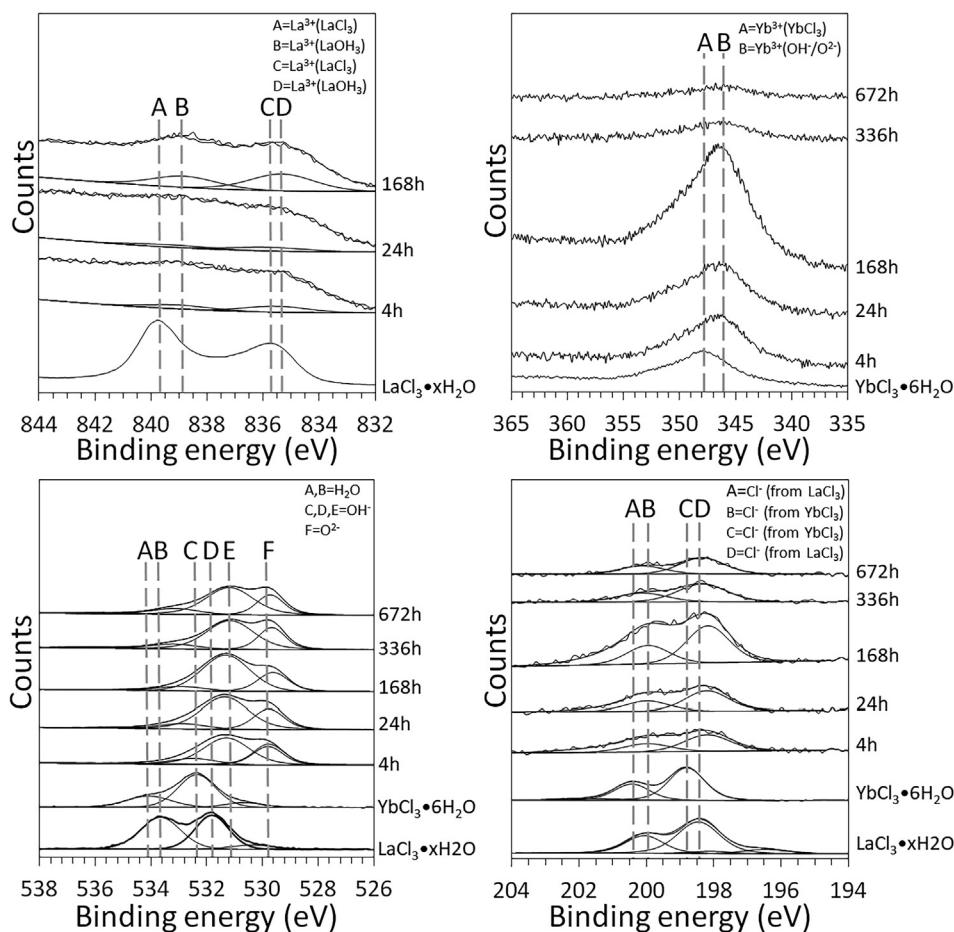 A=La³⁺(LaCl₃)
B=La³⁺(LaOH₃)
C=La³⁺(LaCl₃)
D=La³⁺(LaOH₃)
A B CD
168h
24h
4h
LaCl₃•xH₂O
Counts
844 842 840 838 836 834 832
Binding energy (eV)
A=Yb³⁺(YbCl₃)
B=Yb³⁺(OH⁻/O²⁻)
A B
672h
336h
168h
24h
4h
YbCl₃•6H₂O
Counts
365 360 355 350 345 340 335
Binding energy (eV)
A,B=H₂O
C,D,E=OH⁻
F=O²⁻
AB C D E F
672h
336h
168h
24h
4h
YbCl₃•6H₂O
LaCl₃•xH2O
Counts
538 536 534 532 530 528 526
Binding energy (eV)
A=Cl⁻ (from LaCl₃)
B=Cl⁻ (from YbCl₃)
C=Cl⁻ (from YbCl₃)
D=Cl⁻ (from LaCl₃)
AB CD
672h
336h
168h
24h
4h
YbCl₃•6H₂O
LaCl₃•xH2O
Counts
204 202 200 198 196 194
Binding energy (eV)